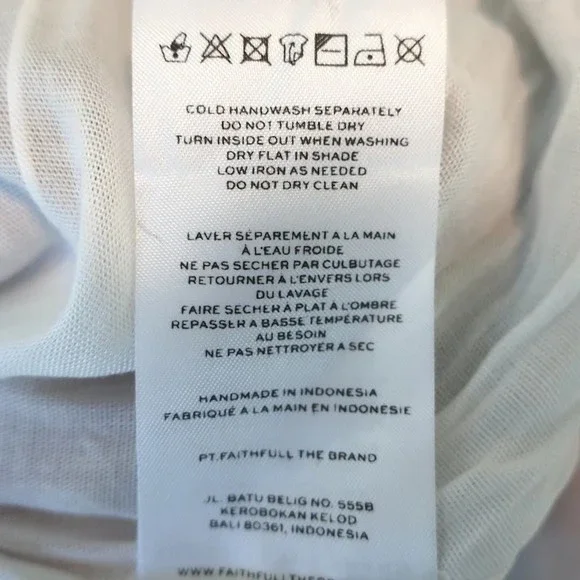 COLD HANDWASH SEPARATELY
DO NOT TUMBLE DRY
TURN INSIDE OUT WHEN WASHING
DRY FLAT IN SHADE
LOW IRON AS NEEDED
DO NOT DRY CLEAN
LAVER SÉPAREMENT A LA MAIN
À L'EAU FROIDE
NE PAS SECHER PAR CULBUTAGE
RETOURNER À L'ENVERS LORS
DU LAVAGE
FAIRE SÉCHER À PLAT À L'OMBRE
REPASSER A BASSE TEMPÉRATURE
AU BESOIN
NE PAS NETTROYER A SEC
HANDMADE IN INDONESIA
FABRIQUÉ A LA MAIN EN INDONÉSIE
PT. FAITHFULL THE BRAND
JL. BATU BELIG NO. 555B
KEROBOKAN KELOD
BALI 80361, INDONESIA